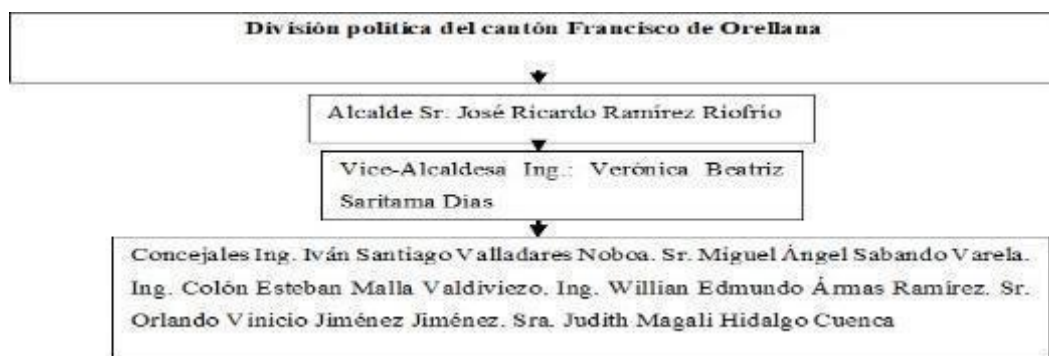 División política del cantón Francisco de Orellana
Alcalde Sr. José Ricardo Ramírez Riofrio
Vice-Alcaldesa Ing.: Verónica Beatriz
Saritama Dias
Concejales Ing. Iván Santiago Valladares Noboa. Sr. Miguel Ángel Sabando Varela.
Ing. Colón Esteban Malla Valdiviezo. Ing. Willian Edmundo Ármas Ramírez. Sr.
Orlando Vinicio Jiménez Jiménez. Sra. Judith Magali Hidalgo Cuenca